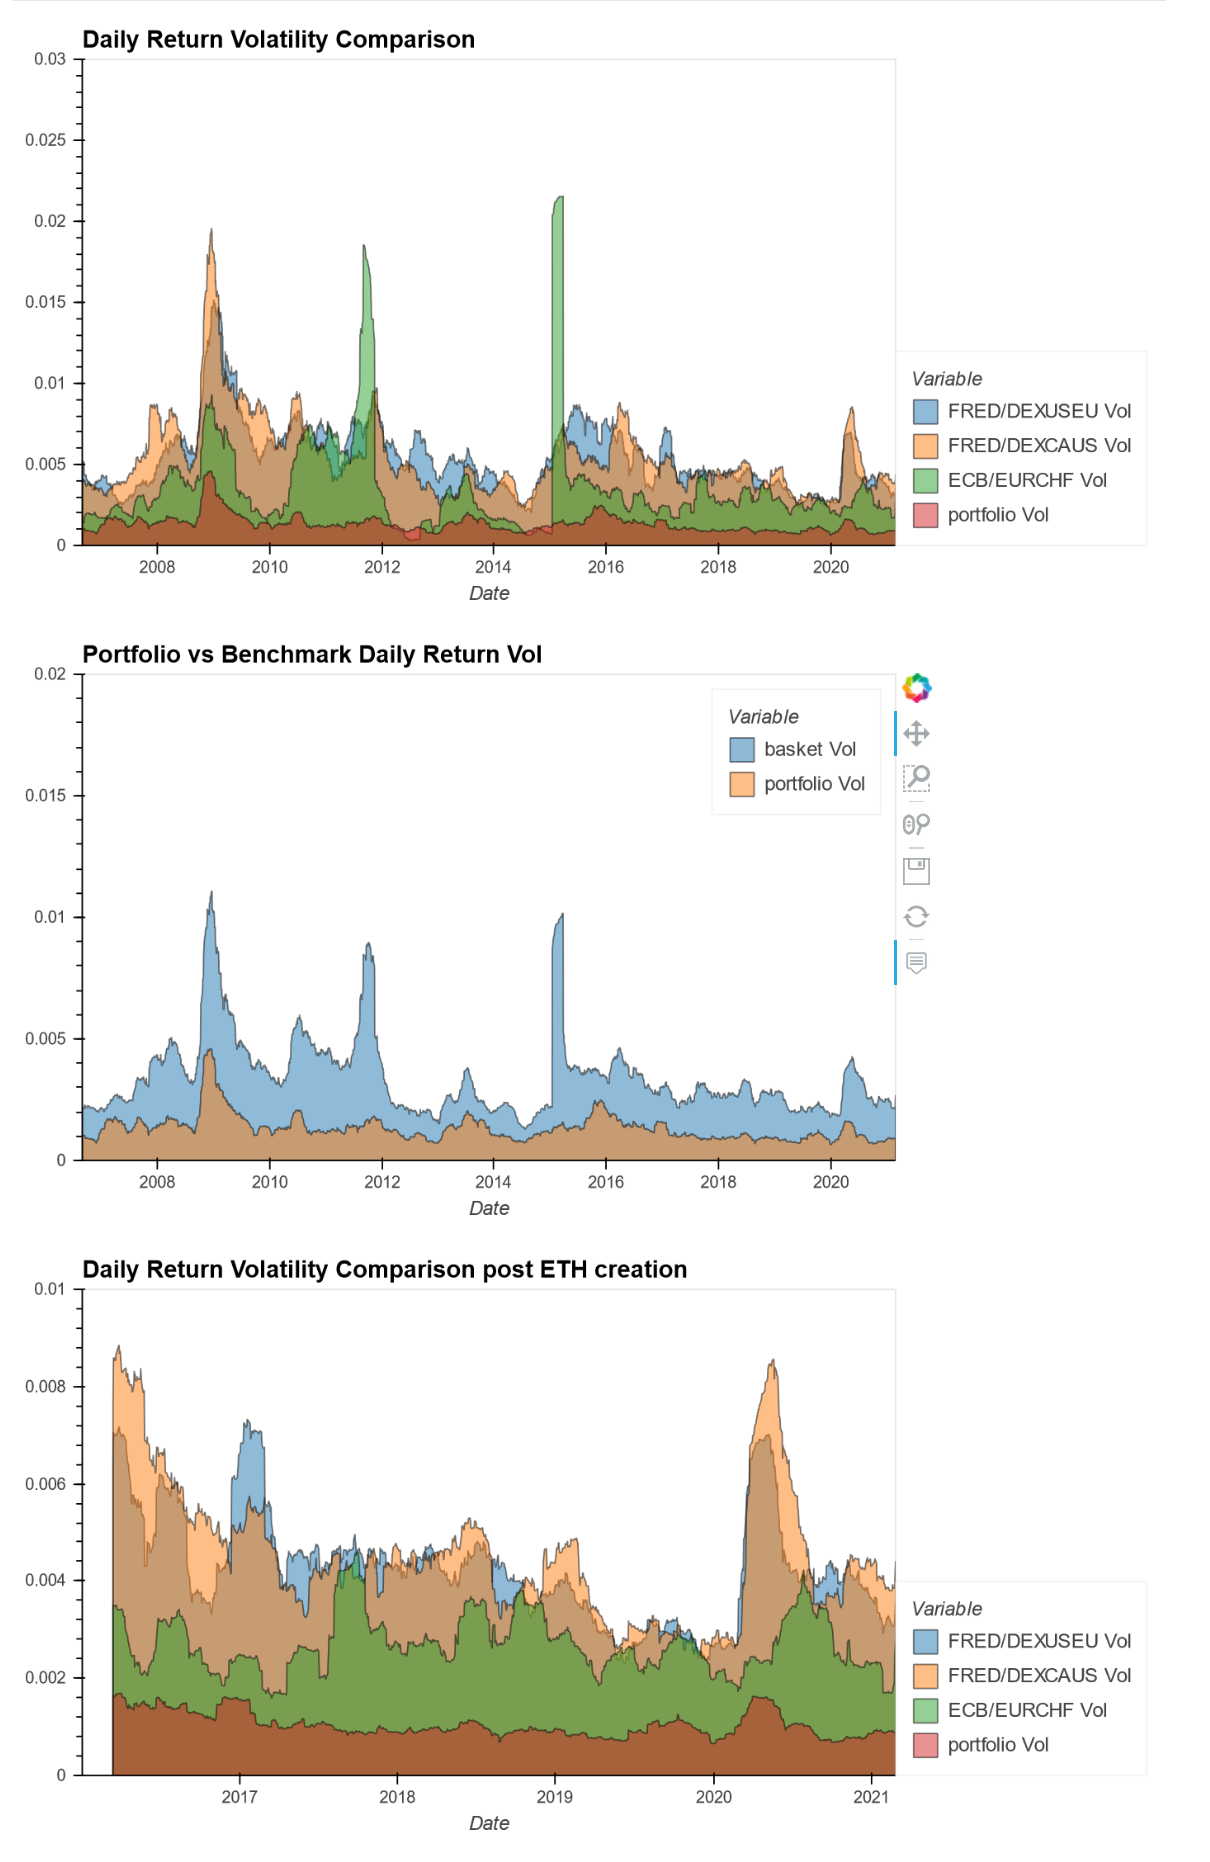 Daily Return Volatility Comparison
0.03
0.025
0.02
0.015
0.01
0.005
0
2008 2010 2012 2014 2016 2018 2020
Date
Variable
FRED/DEXUSEU Vol
FRED/DEXCAUS Vol
ECB/EURCHF Vol
portfolio Vol
Portfolio vs Benchmark Daily Return Vol
0.02
0.015
0.01
0.005
0
2008 2010 2012 2014 2016 2018 2020
Date
Variable
basket Vol
portfolio Vol
Daily Return Volatility Comparison post ETH creation
0.01
0.008
0.006
0.004
0.002
0
2017 2018 2019 2020 2021
Date
Variable
FRED/DEXUSEU Vol
FRED/DEXCAUS Vol
ECB/EURCHF Vol
portfolio Vol